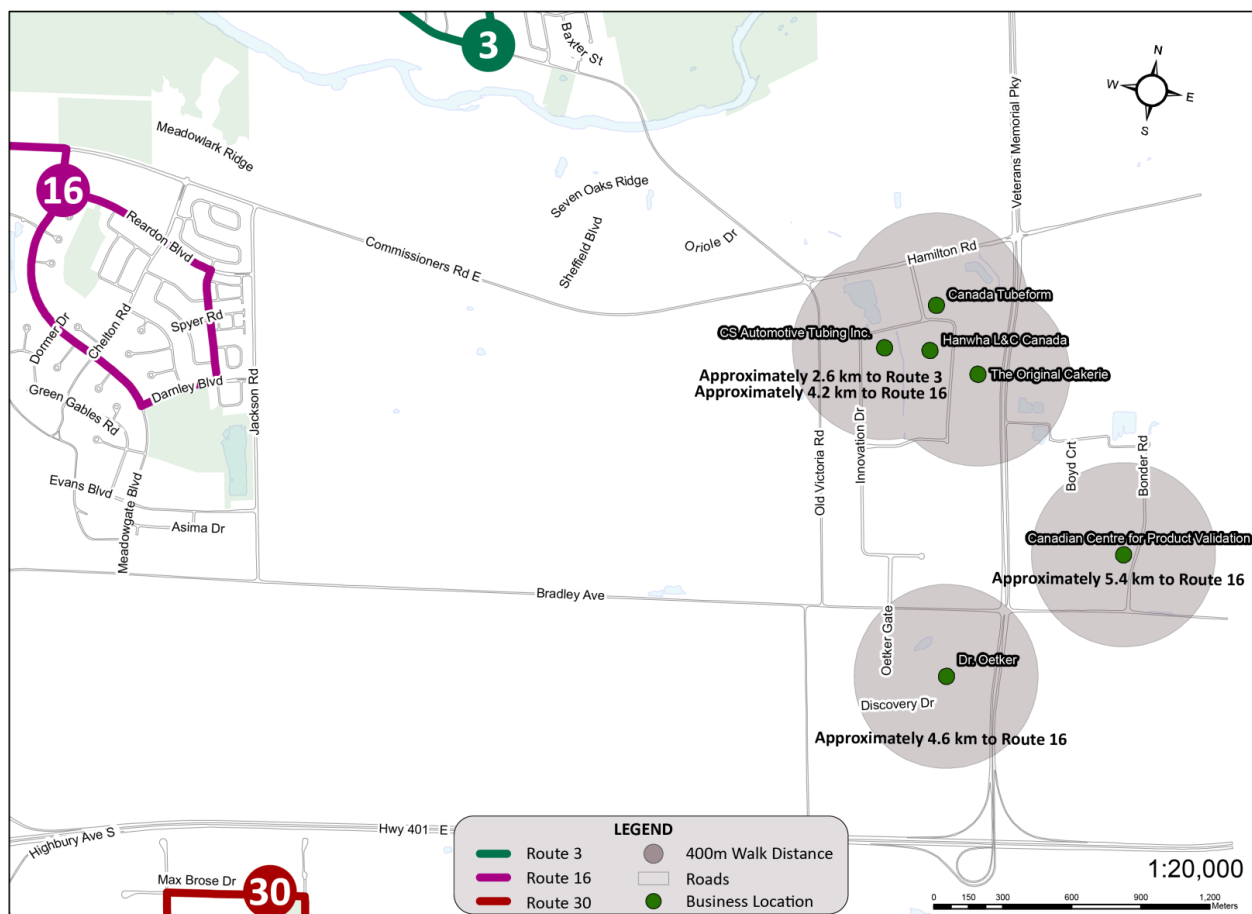 3
Baxter St
Veterans Memorial Pky
N
W
E
S
Meadowlark Ridge
16
Reardon Blvd
Seven Oaks Ridge
Sheffield Blvd
Oriole Dr
Commissioners Rd E
Hamilton Rd
Canada Tubeform
CS Automotive Tubing Inc.
Hanwha L&C Canada
The Original Cakerie
Approximately 2.6 km to Route 3
Approximately 4.2 km to Route 16
Spyer Rd
Chelton Rd
Dormer Dr
Darnley Blvd
Green Gables Rd
Jackson Rd
Innovation Dr
Old Victoria Rd
Boyd Crt
Bonder Rd
Evans Blvd
Meadowgate Blvd
Asima Dr
Canadian Centre for Product Validation
Approximately 5.4 km to Route 16
Bradley Ave
Oetker Gate
Dr. Oetker
Discovery Dr
Approximately 4.6 km to Route 16
Highbury Ave S
Hwy 401 E
Max Brose Dr
30
LEGEND
Route 3
400m Walk Distance
Route 16
Roads
Route 30
Business Location
1:20,000
0 150 300 600 900 1,200
Meters